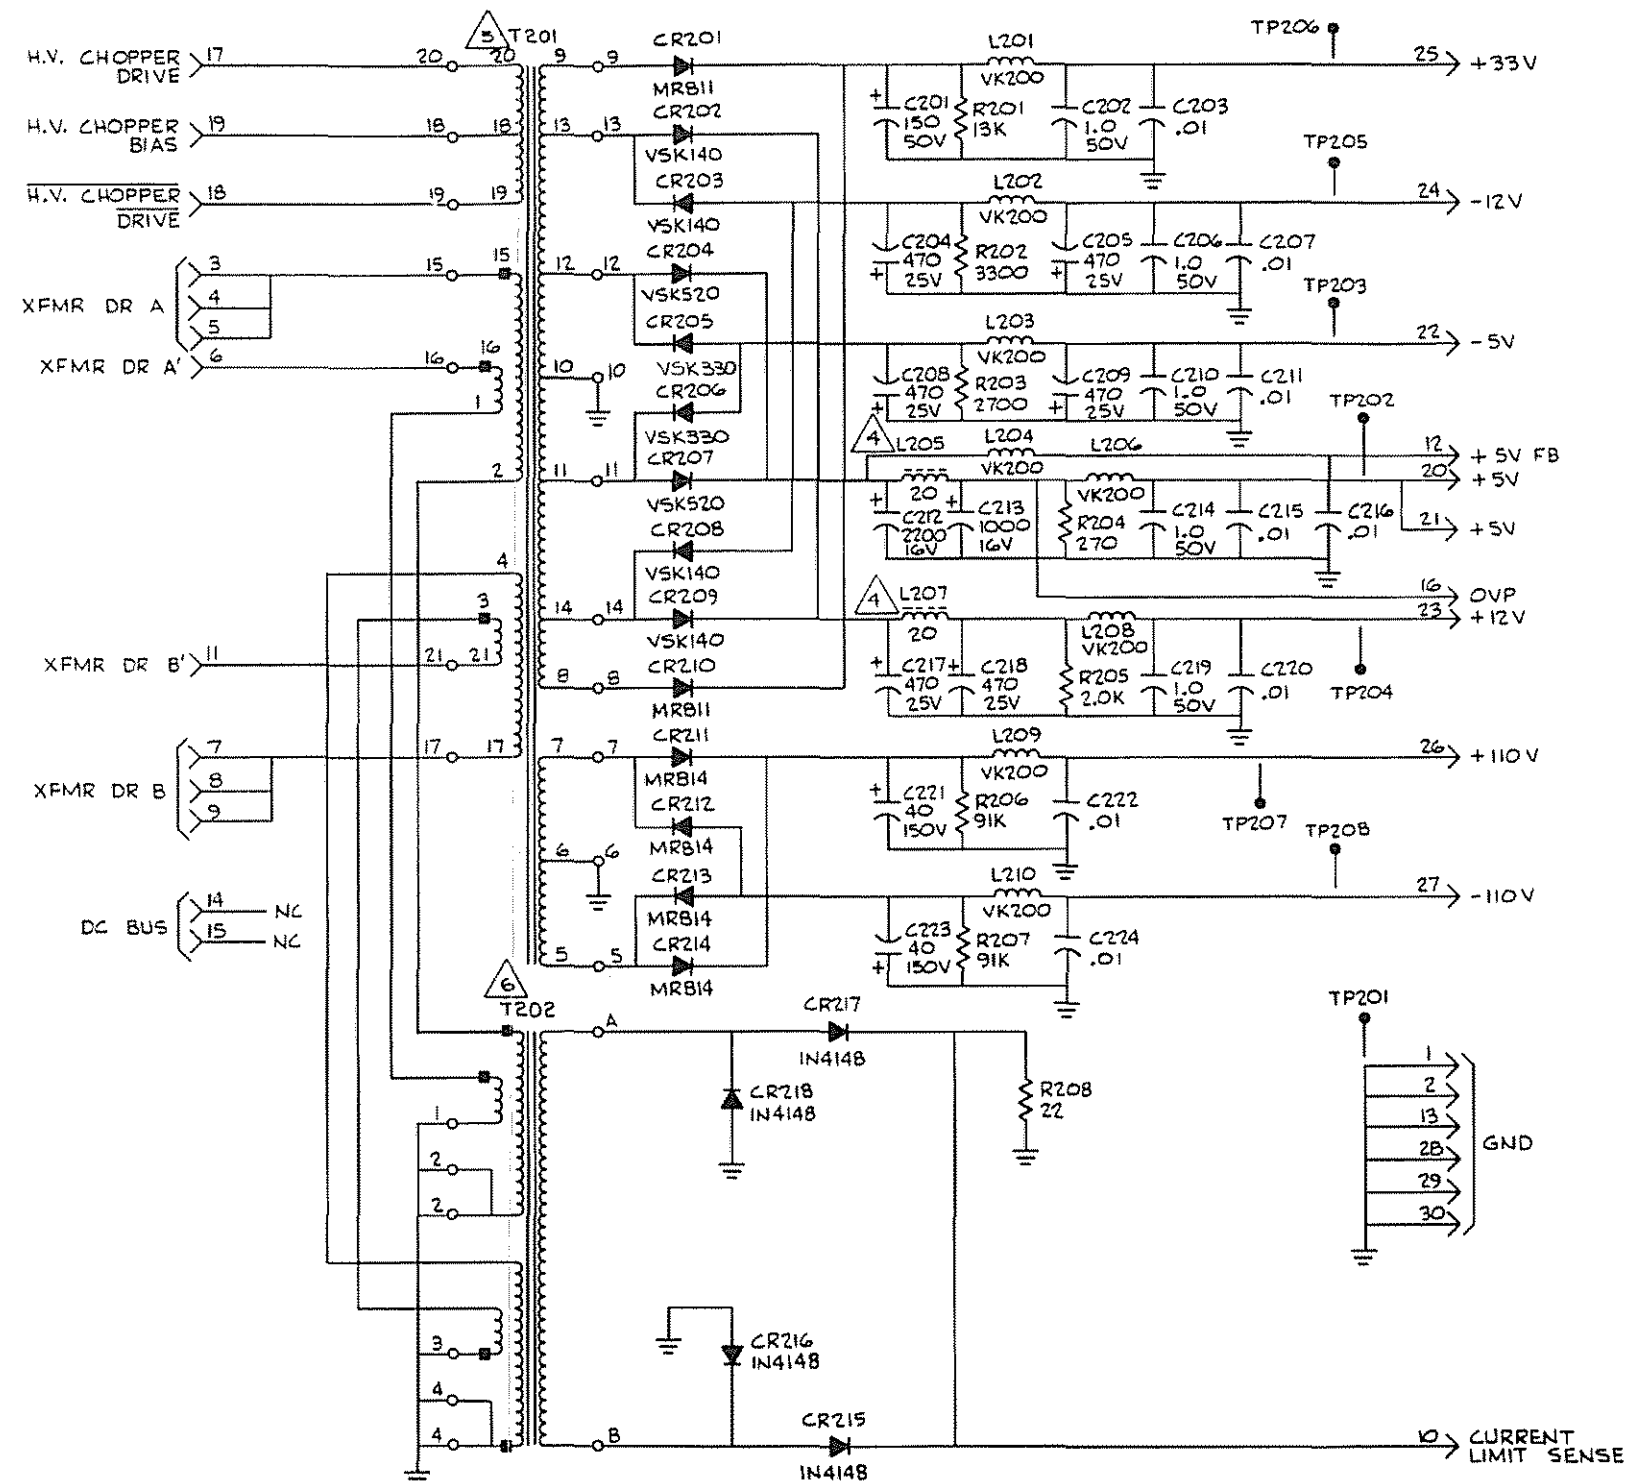 H.V. CHOPPER
DRIVE
17
20
3
T201
20
9
9
CR201
MR811
L201
VK200
TP206
25
+33V
H.V. CHOPPER
BIAS
19
18
18
13
13
CR202
VSK140
C201
150
50V
R201
13K
C202
1.0
50V
C203
.01
H.V. CHOPPER
DRIVE
18
19
19
CR203
VSK140
L202
VK200
TP205
24
-12V
C204
470
25V
R202
3300
C205
470
25V
C206
1.0
50V
C207
.01
XFMR DR A
3
4
5
15
15
12
12
CR204
VSK520
CR205
VSK330
L203
VK200
TP203
22
-5V
XFMR DR A'
6
16
16
1
10
10
CR206
VSK330
C208
470
25V
R203
2700
C209
470
25V
C210
1.0
50V
C211
.01
TP202
2
11
11
CR207
VSK520
4
L205
20
L204
VK200
L206
VK200
12
+5V FB
20
+5V
21
+5V
C212
2200
16V
C213
1000
16V
R204
270
C214
1.0
50V
C215
.01
C216
.01
CR208
VSK140
4
3
14
14
CR209
VSK140
4
L207
20
L208
VK200
16
OVP
23
+12V
TP204
XFMR DR B'
11
21
21
8
8
CR210
MR811
C217
470
25V
C218
470
25V
R205
2.0K
C219
1.0
50V
C220
.01
XFMR DR B
7
8
9
17
17
7
7
CR211
MR814
CR212
MR814
L209
VK200
26
+110V
TP207
C221
40
150V
R206
91K
C222
.01
TP208
6
6
CR213
MR814
L210
VK200
27
-110V
DC BUS
14
NC
15
NC
5
5
CR214
MR814
C223
40
150V
R207
91K
C224
.01
6
T202
A
CR217
1N4148
TP201
CR218
1N4148
R208
22
1
2
13
28
29
30
GND
1
2
2
3
4
4
CR216
1N4148
B
CR215
1N4148
10
CURRENT
LIMIT SENSE